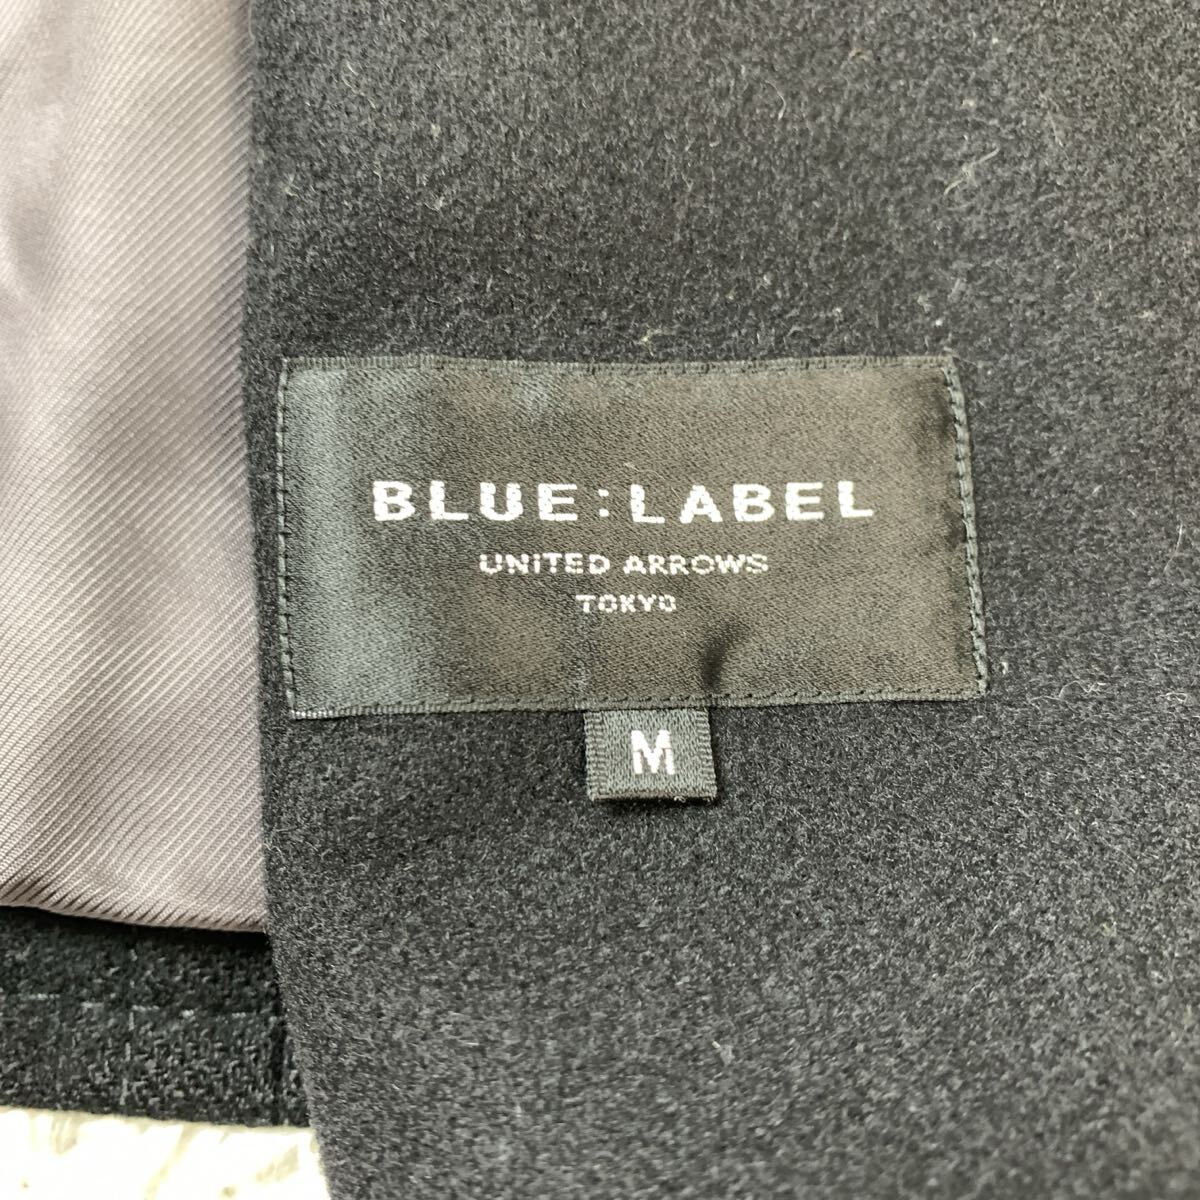 BLUE:LABEL
UNiTED ARROWS
TOKYO
M